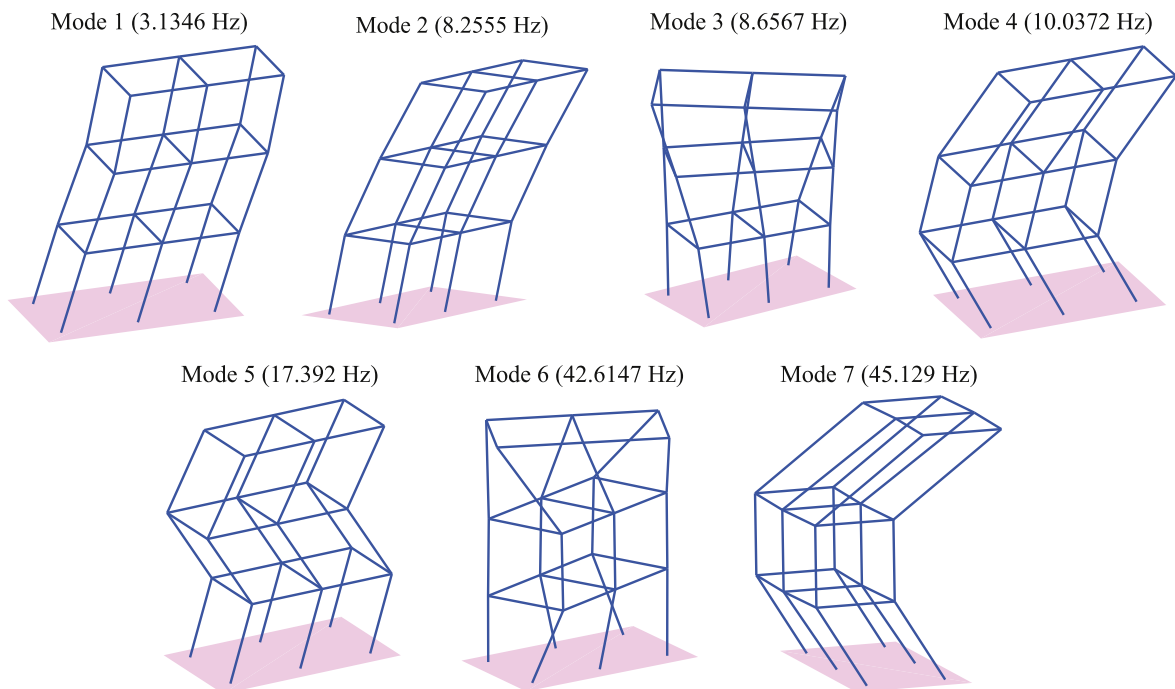 Mode 1 (3.1346 Hz)
Mode 2 (8.2555 Hz)
Mode 3 (8.6567 Hz)
Mode 4 (10.0372 Hz)
Mode 5 (17.392 Hz)
Mode 6 (42.6147 Hz)
Mode 7 (45.129 Hz)